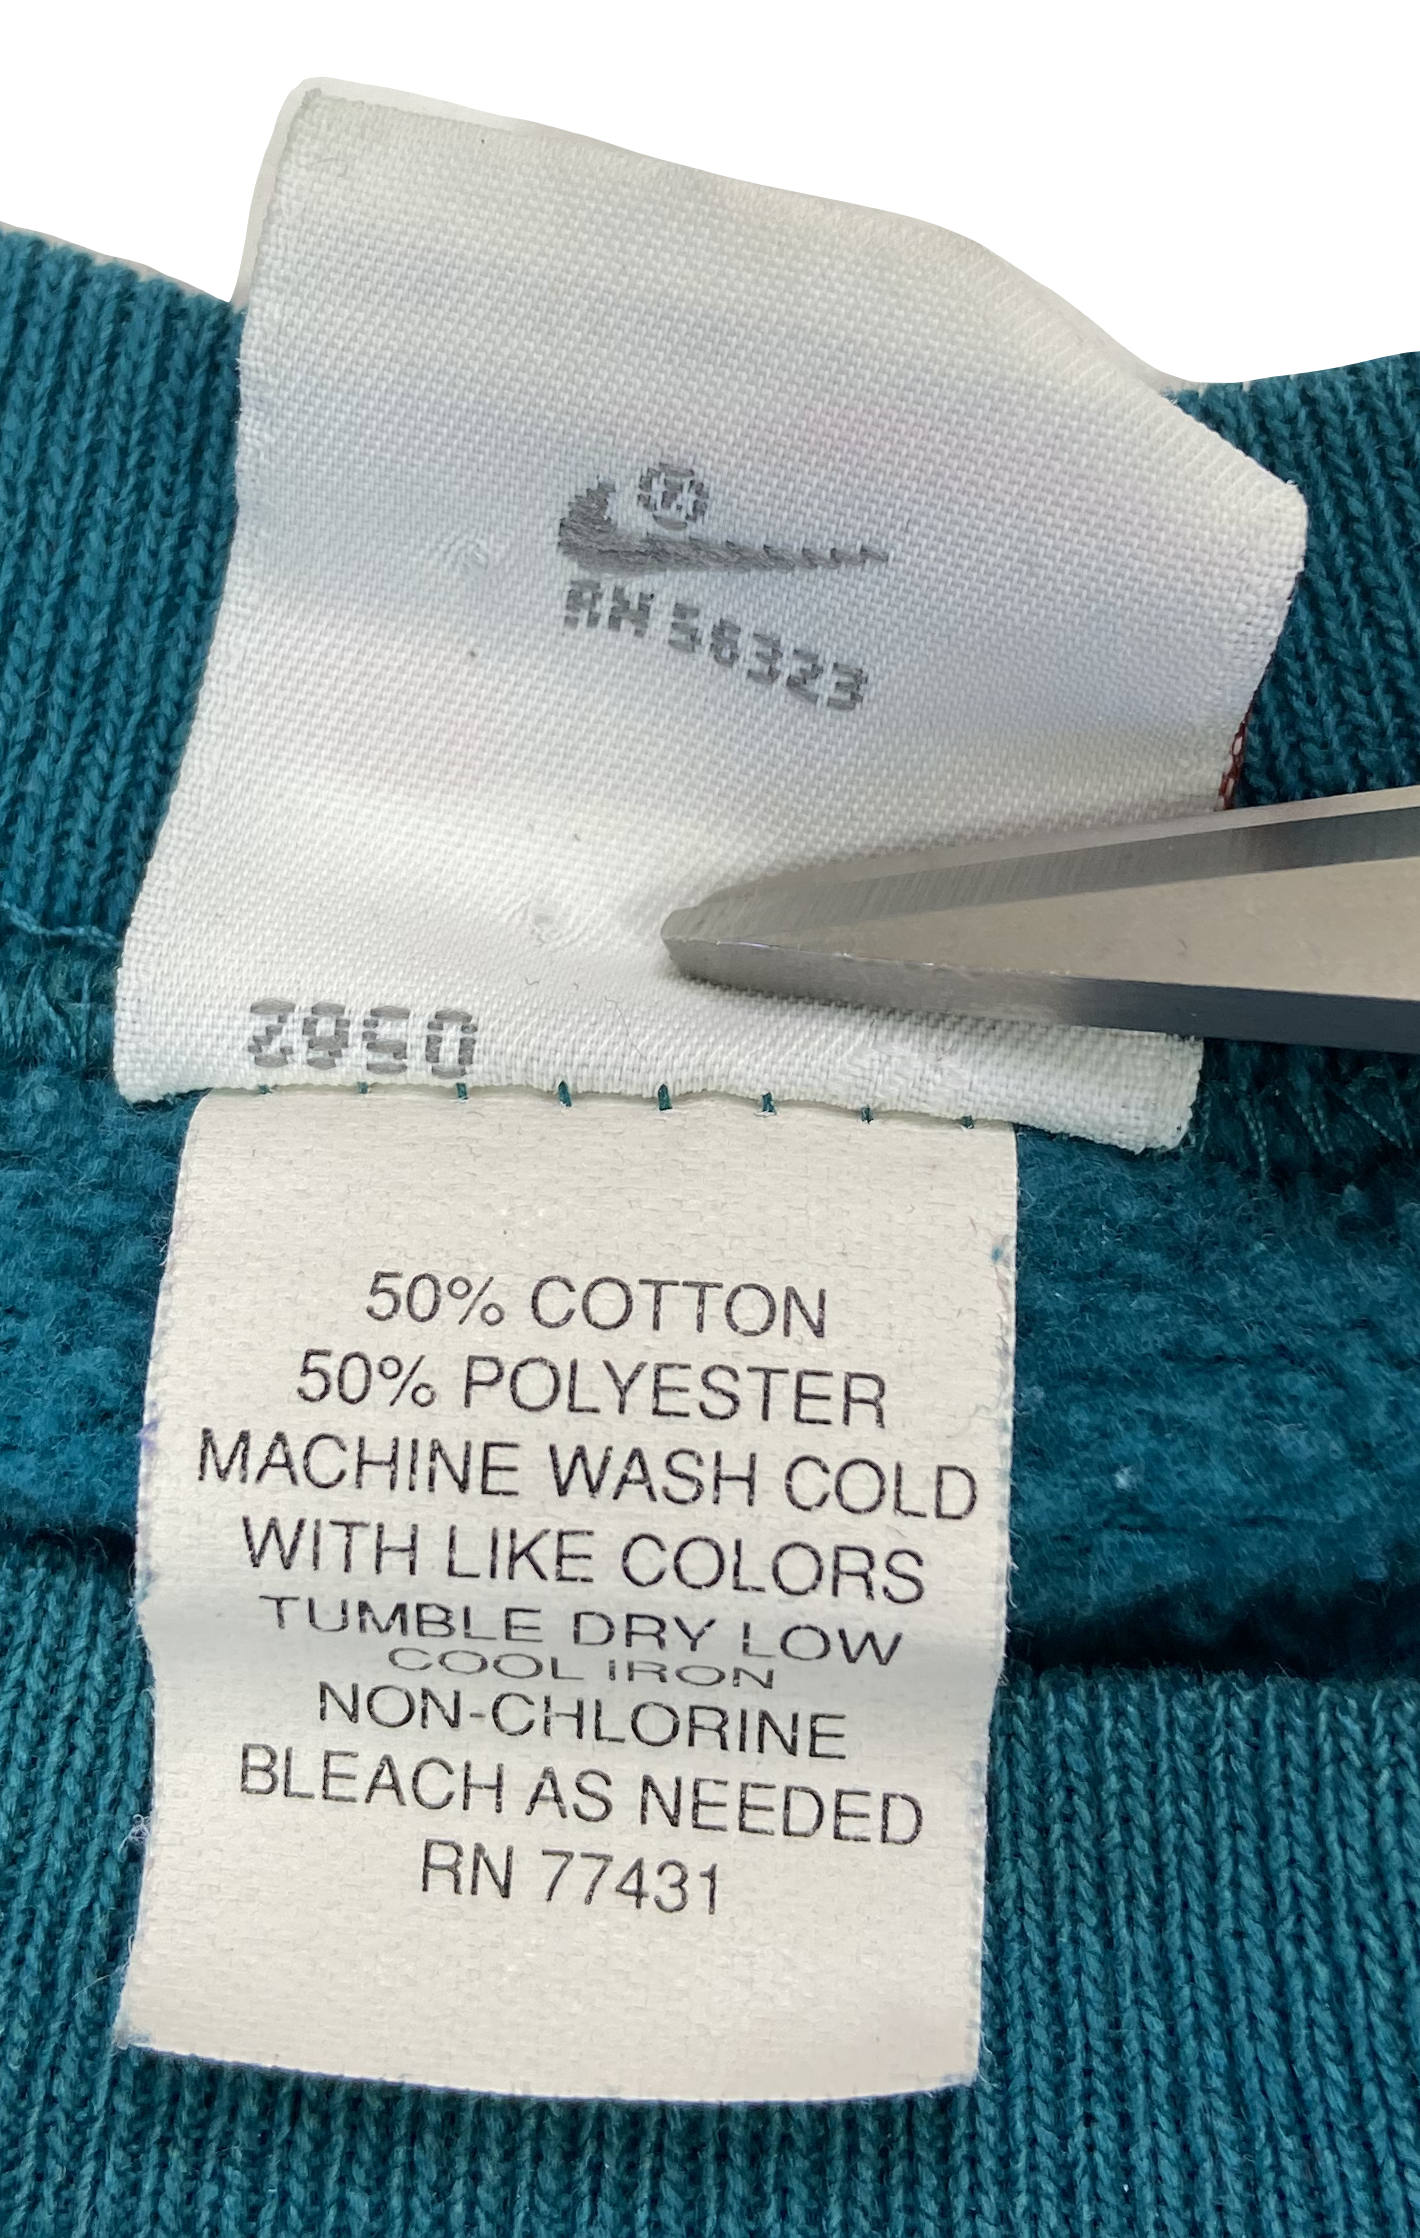 RN 56323
50% COTTON
50% POLYESTER
MACHINE WASH COLD
WITH LIKE COLORS
TUMBLE DRY LOW
COOL IRON
NON-CHLORINE
BLEACH AS NEEDED
RN 77431